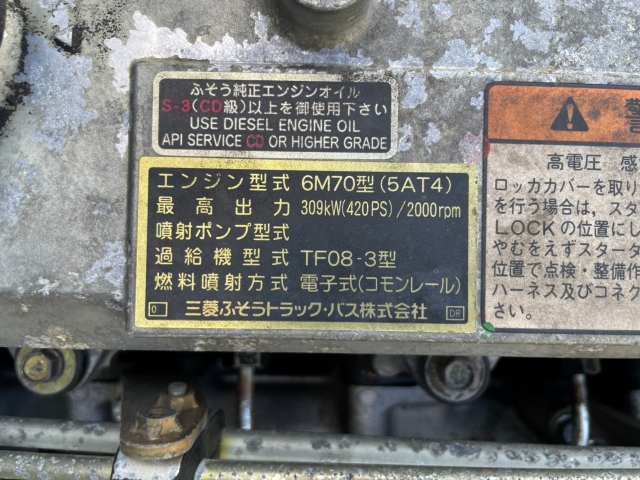 ふそう純正エンジンオイル
S-3(CD級)以上を御使用下さい
USE DIESEL ENGINE OIL
API SERVICE CD OR HIGHER GRADE
エンジン型式 6M70型(5AT4)
最高出力 309kW(420PS)/2000rpm
噴射ポンプ型式
過給機型式 TF08-3型
燃料噴射方式 電子式(コモンレール)
0 三菱ふそうトラック・バス株式会社 DR
高電圧 感
ロッカカバーを取り
を行う場合は，スタ
LOCKの位置にし
やむをえずスタータ
位置で点検・整備作
ハーネス及びコネク
さい。